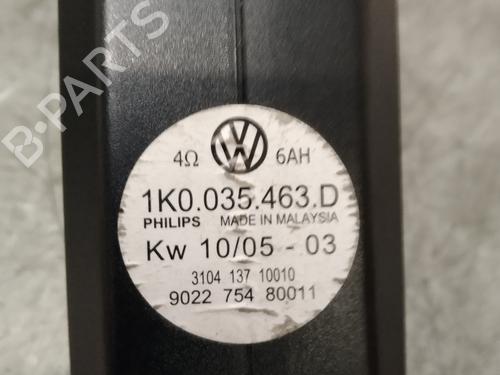 B-PARTS
4Ω VW 6AH
1K0.035.463.D
PHILIPS MADE IN MALAYSIA
Kw 10/05 - 03
3104 137 10010
9022 754 80011